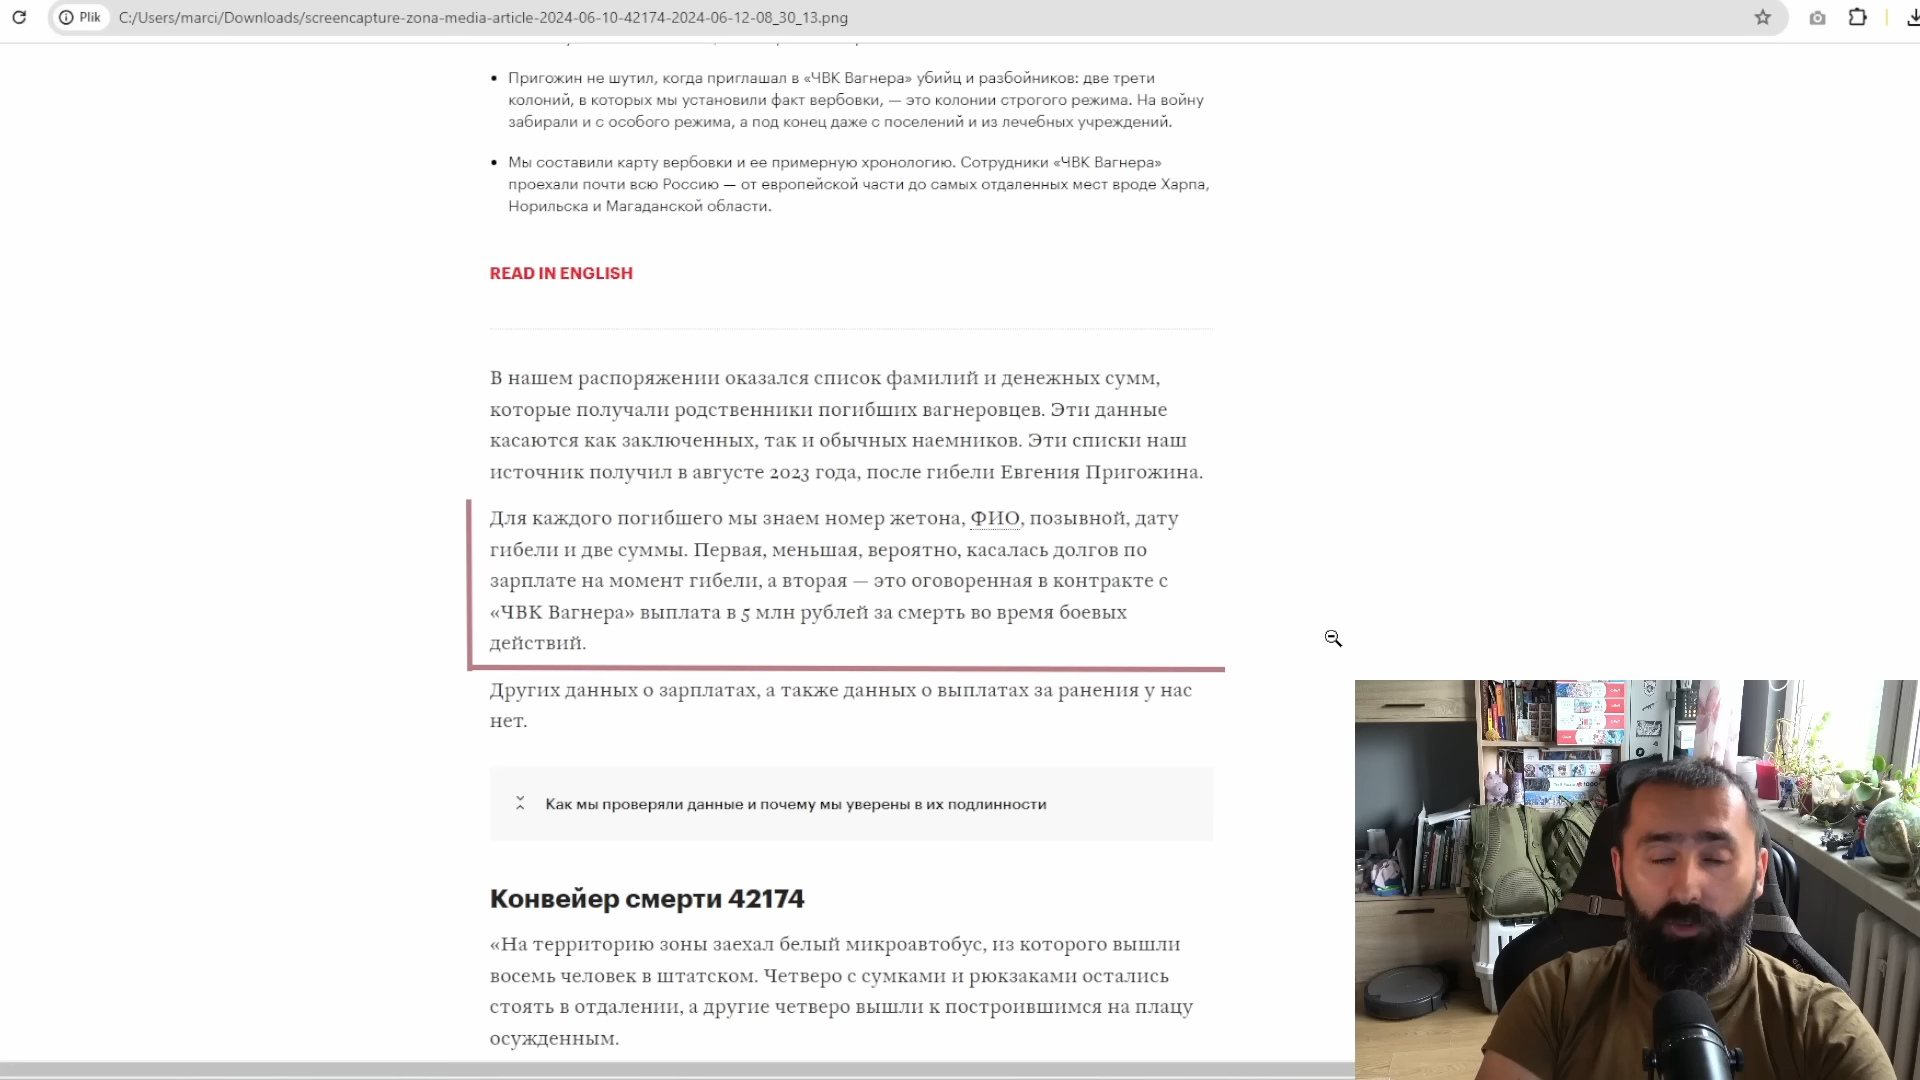 Plik
C:/Users/marci/Downloads/screencapture-zona-media-article-2024-06-10-42174-2024-06-12-08_30_13.png
Пригожин не шутил, когда приглашал в «ЧВК Вагнера» убийц и разбойников: две трети
колоний, в которых мы установили факт вербовки, — это колонии строгого режима. На войну
забирали и с особого режима, а под конец даже с поселений и из лечебных учреждений.
Мы составили карту вербовки и ее примерную хронологию. Сотрудники «ЧВК Вагнера»
проехали почти всю Россию — от европейской части до самых отдаленных мест вроде Харпа,
Норильска и Магаданской области.
READ IN ENGLISH
В нашем распоряжении оказался список фамилий и денежных сумм,
которые получали родственники погибших вагнеровцев. Эти данные
касаются как заключенных, так и обычных наемников. Эти списки наш
источник получил в августе 2023 года, после гибели Евгения Пригожина.
Для каждого погибшего мы знаем номер жетона, ФИО, позывной, дату
гибели и две суммы. Первая, меньшая, вероятно, касалась долгов по
зарплате на момент гибели, а вторая — это оговоренная в контракте с
«ЧВК Вагнера» выплата в 5 млн рублей за смерть во время боевых
действий.
Других данных о зарплатах, а также данных о выплатах за ранения у нас
нет.
Как мы проверяли данные и почему мы уверены в их подлинности
Конвейер смерти 42174
«На территорию зоны заехал белый микроавтобус, из которого вышли
восемь человек в штатском. Четверо с сумками и рюкзаками остались
стоять в отдалении, а другие четверо вышли к построившимся на плацу
осужденным.